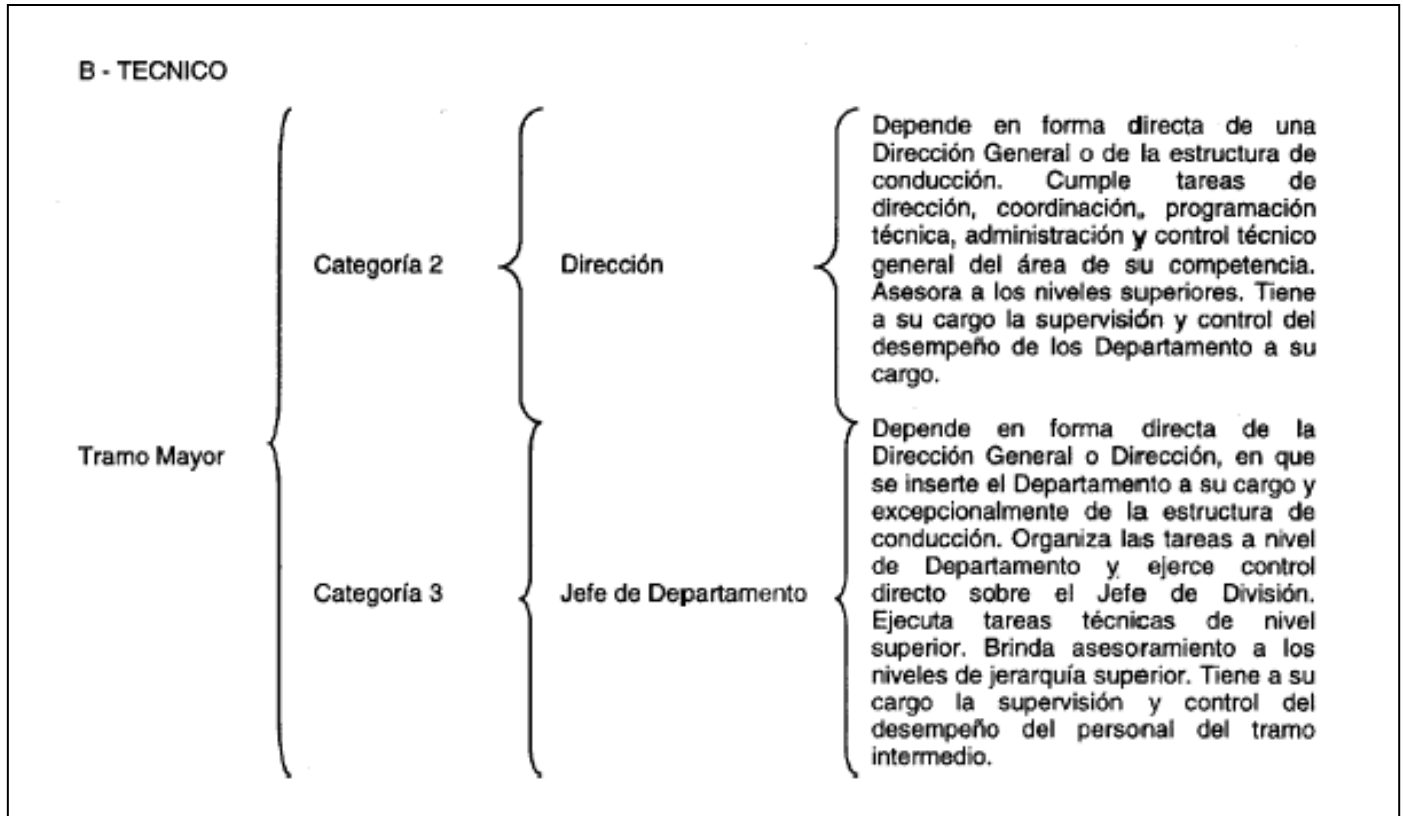 B - TECNICO
Tramo Mayor
Categoría 2
Dirección
Depende en forma directa de una
Dirección General o de la estructura de
conducción. Cumple tareas de
dirección, coordinación, programación
técnica, administración y control técnico
general del área de su competencia.
Asesora a los niveles superiores. Tiene
a su cargo la supervisión y control del
desempeño de los Departamento a su
cargo.
Categoría 3
Jefe de Departamento
Depende en forma directa de la
Dirección General o Dirección, en que
se inserte el Departamento a su cargo y
excepcionalmente de la estructura de
conducción. Organiza las tareas a nivel
de Departamento y ejerce control
directo sobre el Jefe de División.
Ejecuta tareas técnicas de nivel
superior. Brinda asesoramiento a los
niveles de jerarquía superior. Tiene a su
cargo la supervisión y control del
desempeño del personal del tramo
intermedio.